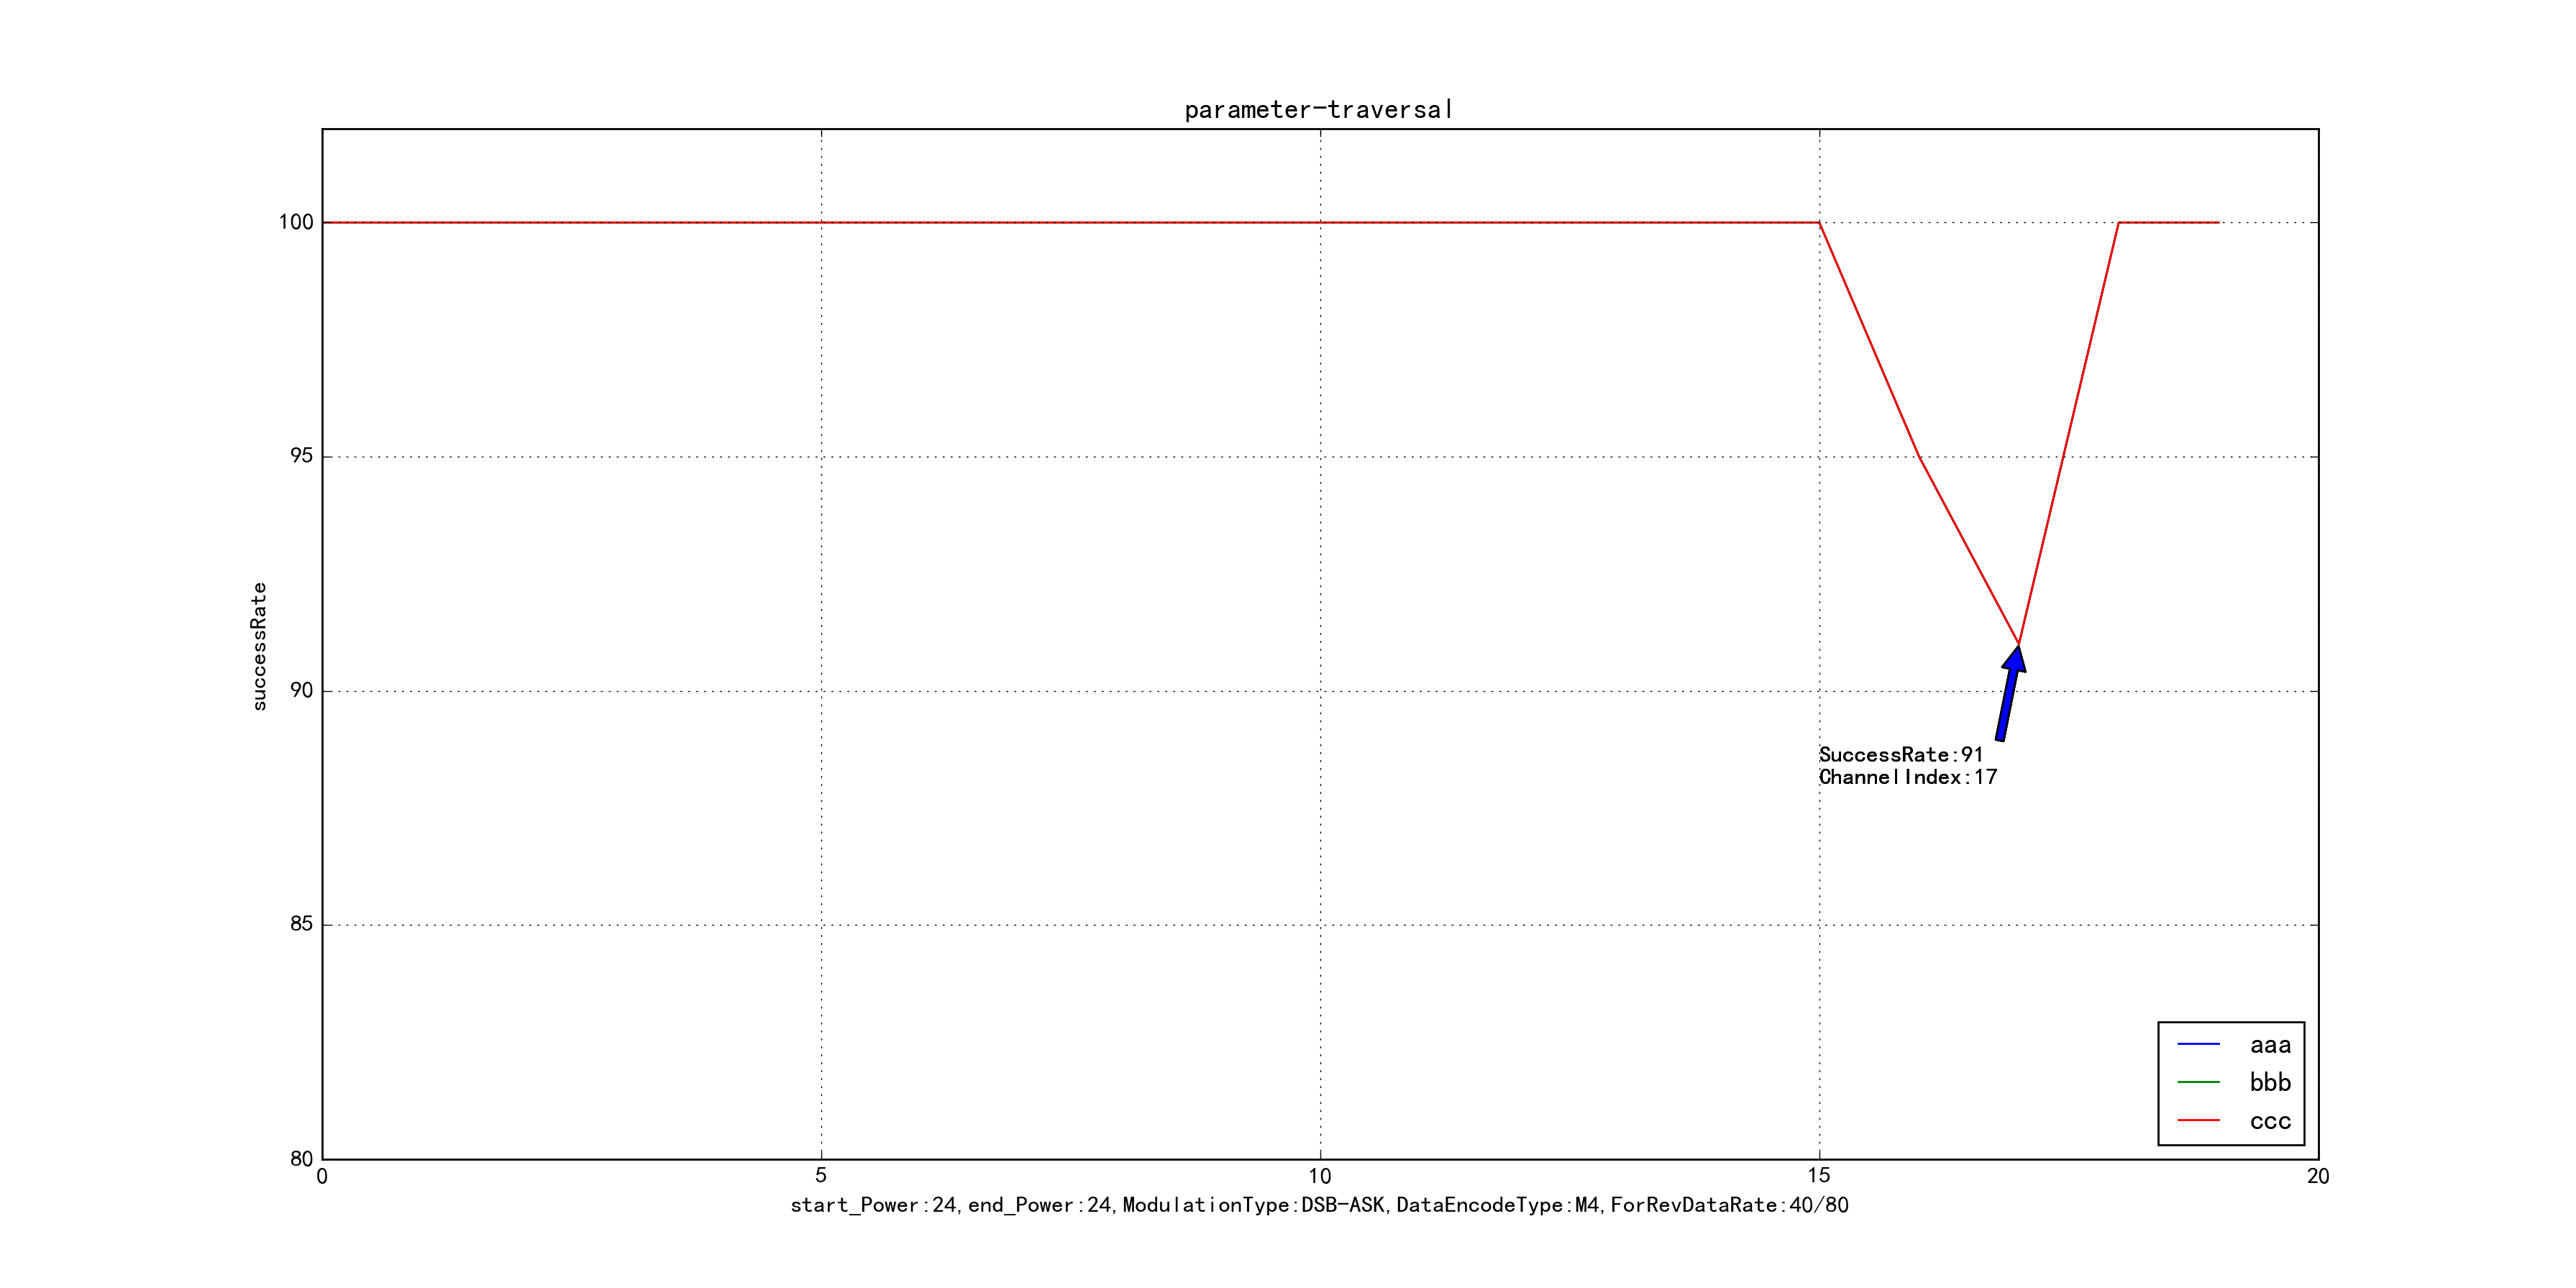 parameter-traversal
100
95
90
85
80
successRate
SuccessRate:91
ChannelIndex:17
aaa
bbb
ccc
0 5 10 15 20
start_Power:24,end_Power:24,ModulationType:DSB-ASK,DataEncodeType:M4,ForRevDataRate:40/80